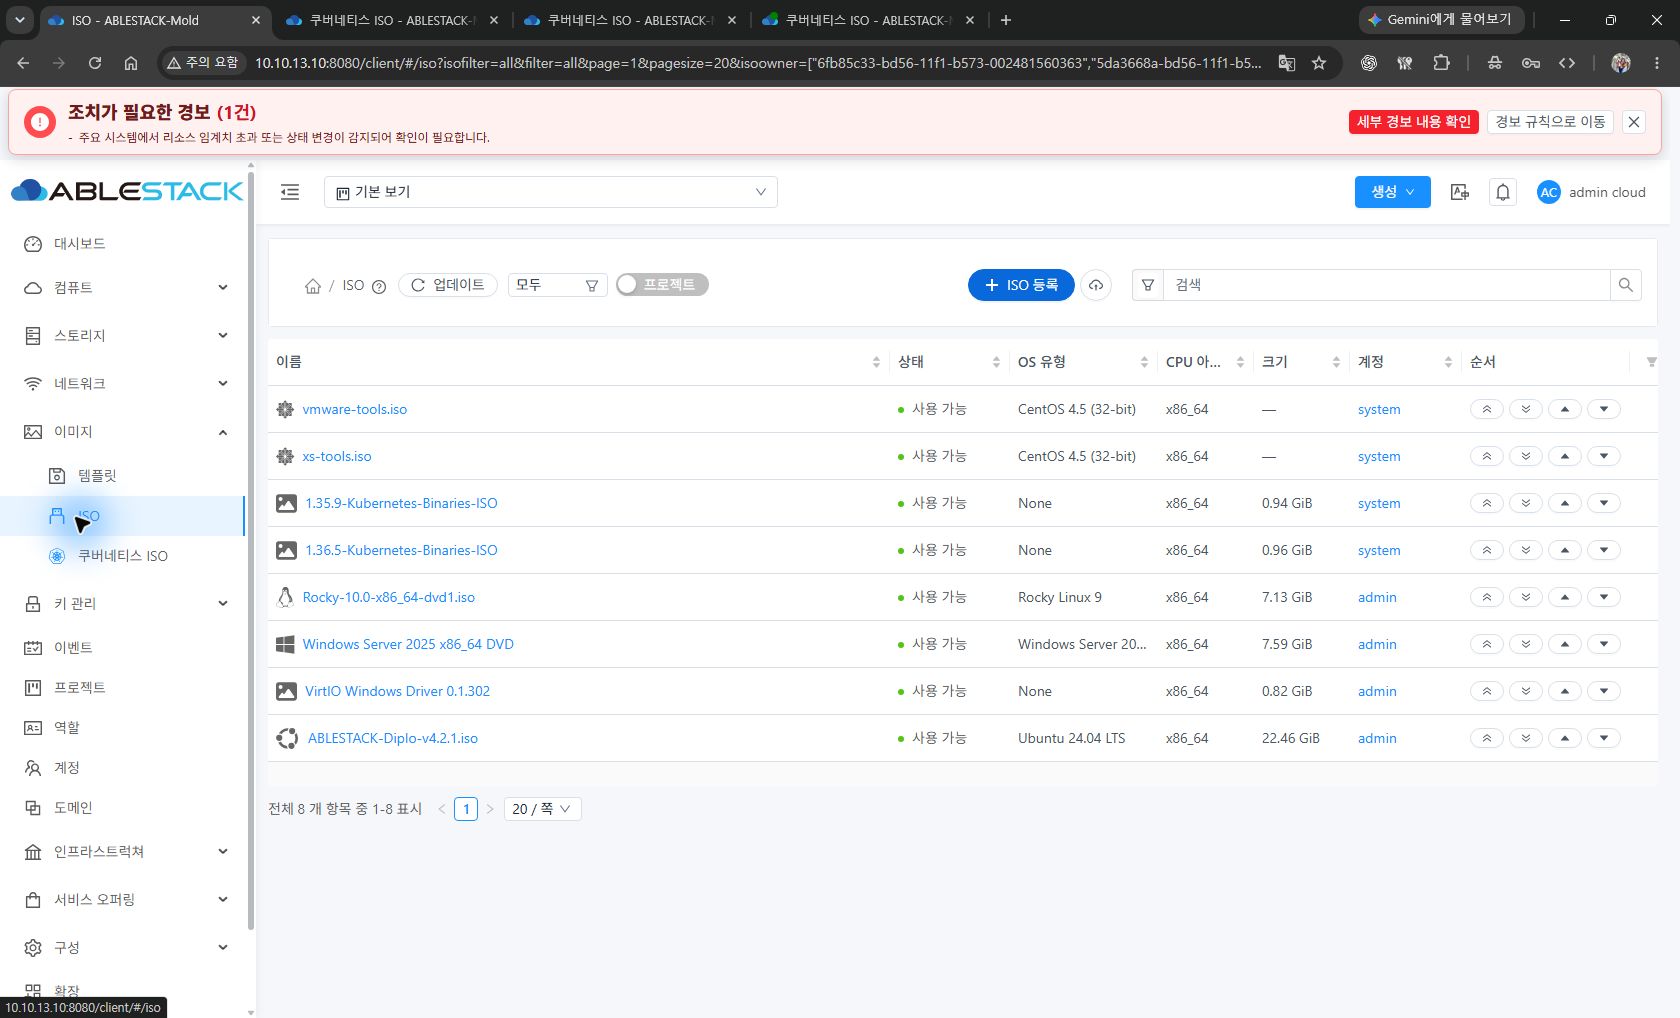 ISO - ABLESTACK-Mold
쿠버네티스 ISO - ABLESTACK-
쿠버네티스 ISO - ABLESTACK-
쿠버네티스 ISO - ABLESTACK-
Gemini에게 물어보기
주의 요함
10.10.13.10:8080/client/#/iso?isofilter=all&filter=all&page=1&pagesize=20&isoowner=["6fb85c33-bd56-11f1-b573-002481560363","5da3668a-bd56-11f1-b5...
조치가 필요한 경보 (1건)
- 주요 시스템에서 리소스 임계치 초과 또는 상태 변경이 감지되어 확인이 필요합니다.
세부 경보 내용 확인
경보 규칙으로 이동
ABLESTACK
기본 보기
생성
AC
admin cloud
대시보드
컴퓨트
스토리지
네트워크
이미지
템플릿
ISO
쿠버네티스 ISO
키 관리
이벤트
프로젝트
역할
계정
도메인
인프라스트럭쳐
서비스 오퍼링
구성
확장
/ ISO
업데이트
모두
프로젝트
ISO 등록
검색
이름 상태 OS 유형 CPU 아... 크기 계정 순서
vmware-tools.iso 사용 가능 CentOS 4.5 (32-bit) x86_64 — system
xs-tools.iso 사용 가능 CentOS 4.5 (32-bit) x86_64 — system
1.35.9-Kubernetes-Binaries-ISO 사용 가능 None x86_64 0.94 GiB system
1.36.5-Kubernetes-Binaries-ISO 사용 가능 None x86_64 0.96 GiB system
Rocky-10.0-x86_64-dvd1.iso 사용 가능 Rocky Linux 9 x86_64 7.13 GiB admin
Windows Server 2025 x86_64 DVD 사용 가능 Windows Server 20... x86_64 7.59 GiB admin
VirtIO Windows Driver 0.1.302 사용 가능 None x86_64 0.82 GiB admin
ABLESTACK-Diplo-v4.2.1.iso 사용 가능 Ubuntu 24.04 LTS x86_64 22.46 GiB admin
전체 8 개 항목 중 1-8 표시
1
20 / 쪽
10.10.13.10:8080/client/#/iso